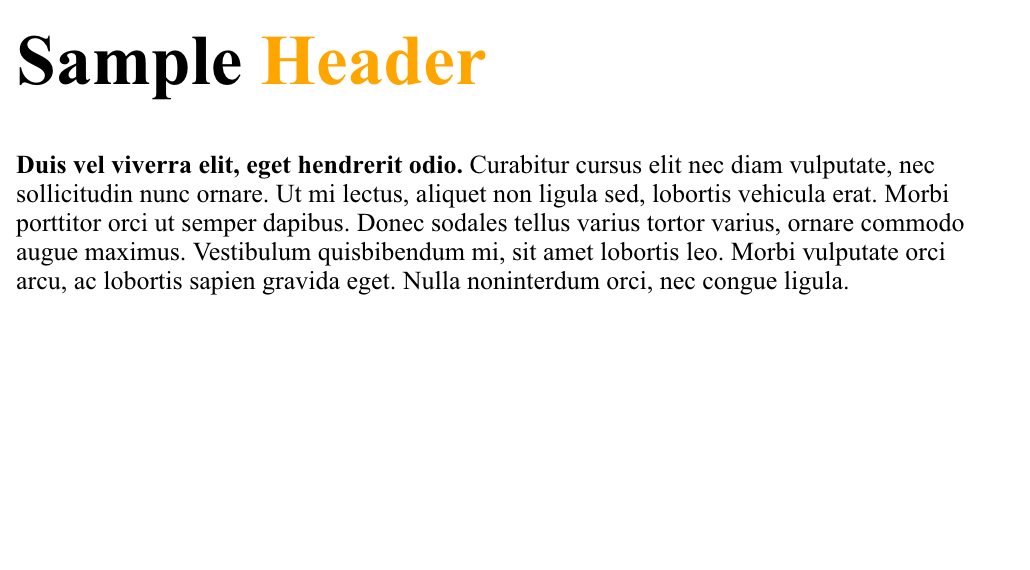 Sample Header
Duis vel viverra elit, eget hendrerit odio. Curabitur cursus elit nec diam vulputate, nec
sollicitudin nunc ornare. Ut mi lectus, aliquet non ligula sed, lobortis vehicula erat. Morbi
porttitor orci ut semper dapibus. Donec sodales tellus varius tortor varius, ornare commodo
augue maximus. Vestibulum quisbibendum mi, sit amet lobortis leo. Morbi vulputate orci
arcu, ac lobortis sapien gravida eget. Nulla noninterdum orci, nec congue ligula.